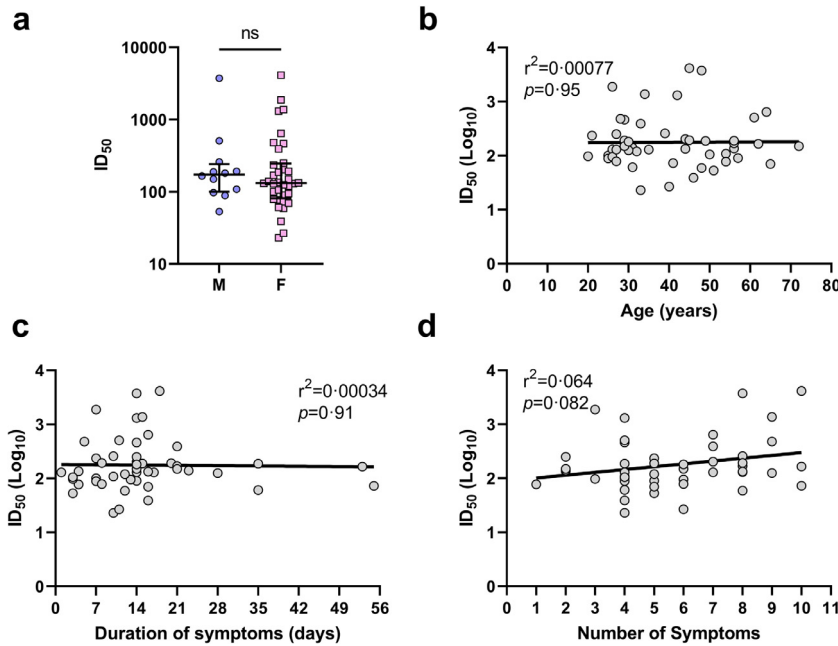 a
ns
10000
1000
100
10
ID50
M
F
b
r2=0·00077
p=0·95
4
3
2
1
0
ID50 (Log10)
0 10 20 30 40 50 60 70 80
Age (years)
c
r2=0·00034
p=0·91
4
3
2
1
0
ID50 (Log10)
0 7 14 21 28 35 42 49 56
Duration of symptoms (days)
d
r2=0·064
p=0·082
4
3
2
1
0
ID50 (Log10)
0 1 2 3 4 5 6 7 8 9 10 11
Number of Symptoms